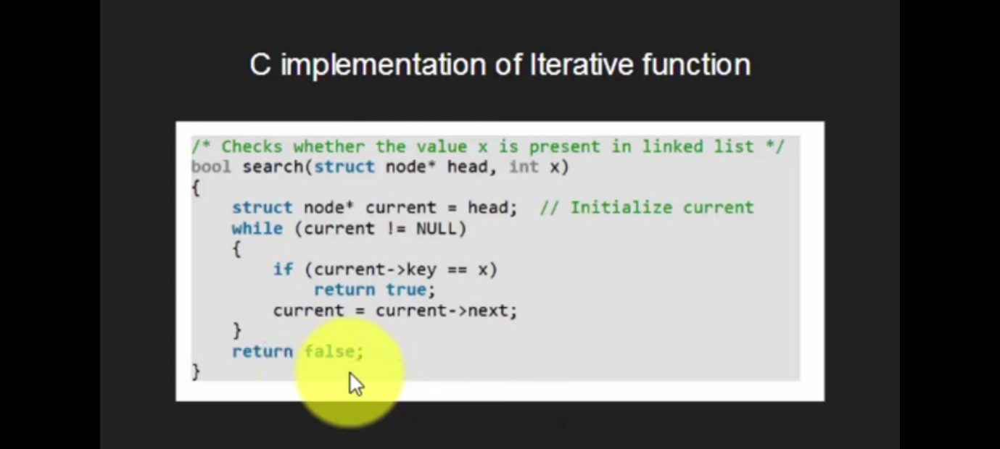 C implementation of Iterative function
/* Checks whether the value x is present in linked list */
bool search(struct node* head, int x)
{
    struct node* current = head;  // Initialize current
    while (current != NULL)
    {
        if (current->key == x)
            return true;
        current = current->next;
    }
    return false;
}